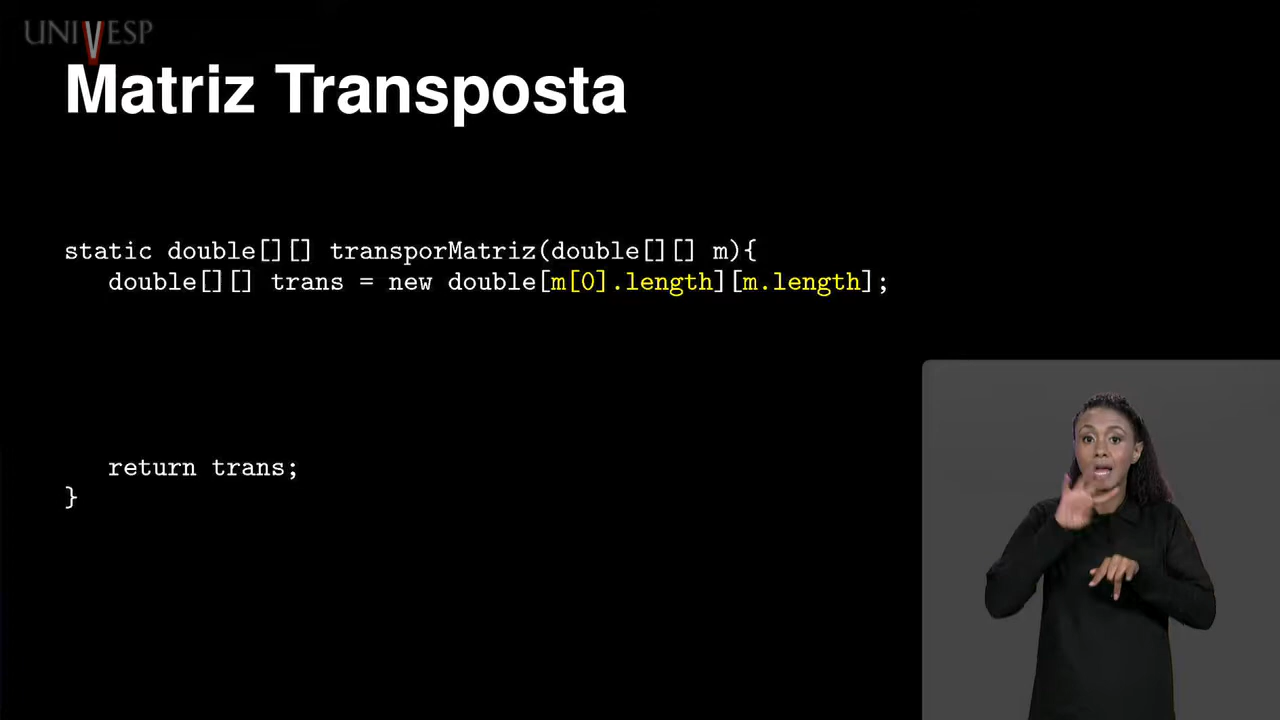 UNIVESP
Matriz Transposta
static double[][] transporMatriz(double[][] m){
double[][] trans = new double[m[0].length][m.length];
return trans;
}